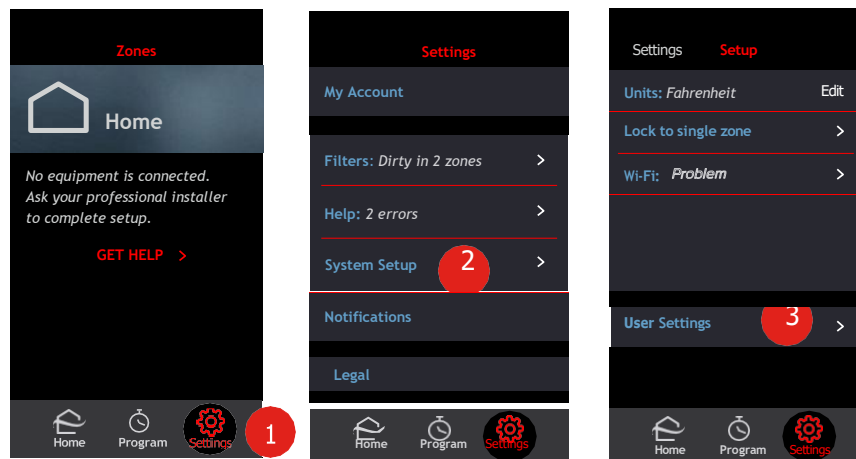 Zones
Home
No equipment is connected.
Ask your professional installer
to complete setup.
GET HELP >
Home Program Settings
1
Settings
My Account
Filters: Dirty in 2 zones >
Help: 2 errors >
System Setup >
2
Notifications
Legal
Home Program Settings
Settings Setup
Units: Fahrenheit Edit
Lock to single zone >
Wi-Fi: Problem >
User Settings >
3
Home Program Settings